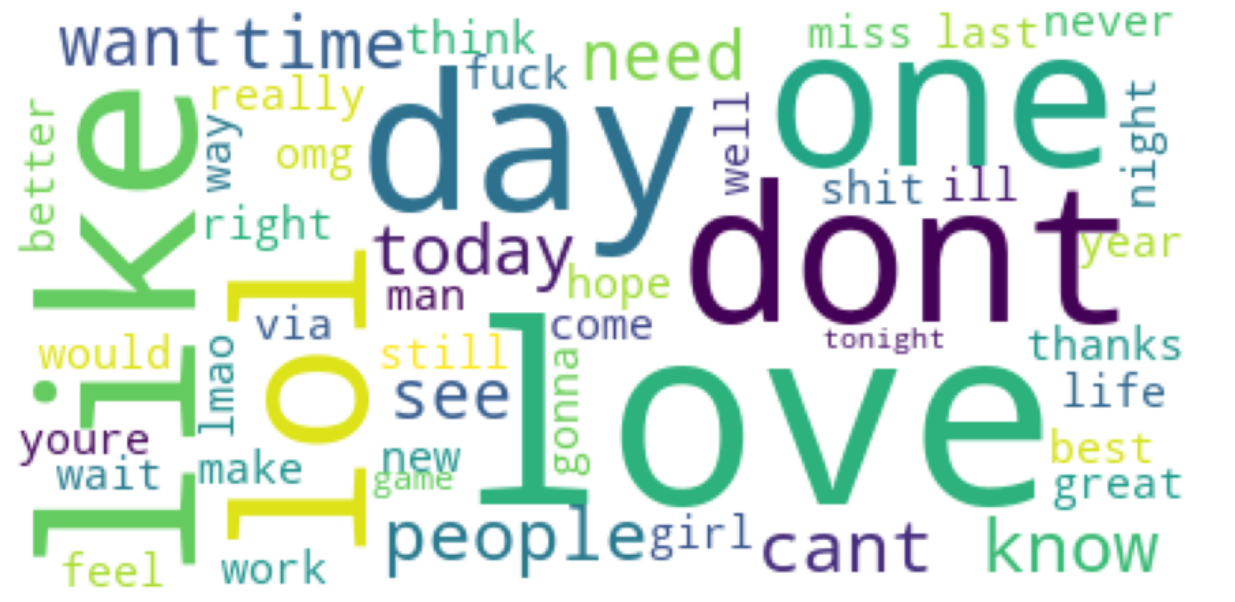 want
time
think
need
miss
last
never
fuck
one
day
like
really
better
way
omg
well
night
shit
ill
right
dont
today
year
hope
man
lol
via
come
tonight
thanks
would
lmao
still
love
see
gonna
life
youre
wait
make
new
game
best
great
people
girl
cant
know
feel
work